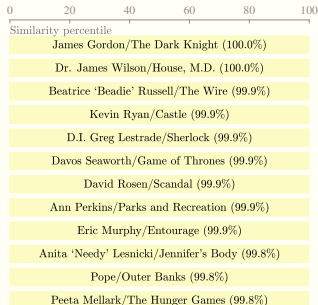 0 20 40 60 80 100
Similarity percentile
James Gordon/The Dark Knight (100.0%)
Dr. James Wilson/House, M.D. (100.0%)
Beatrice ‘Beadie’ Russell/The Wire (99.9%)
Kevin Ryan/Castle (99.9%)
D.I. Greg Lestrade/Sherlock (99.9%)
Davos Seaworth/Game of Thrones (99.9%)
David Rosen/Scandal (99.9%)
Ann Perkins/Parks and Recreation (99.9%)
Eric Murphy/Entourage (99.9%)
Anita ‘Needy’ Lesnicki/Jennifer's Body (99.8%)
Pope/Outer Banks (99.8%)
Peeta Mellark/The Hunger Games (99.8%)